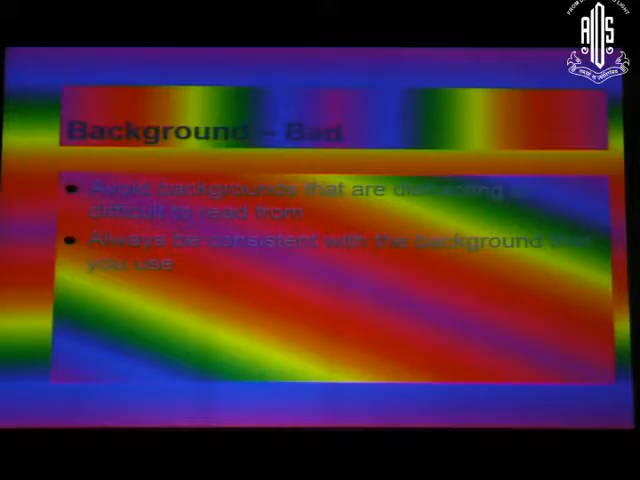 AIOS
Background – Bad
Avoid backgrounds that are distracting or
difficult to read from
Always be consistent with the background that
you use